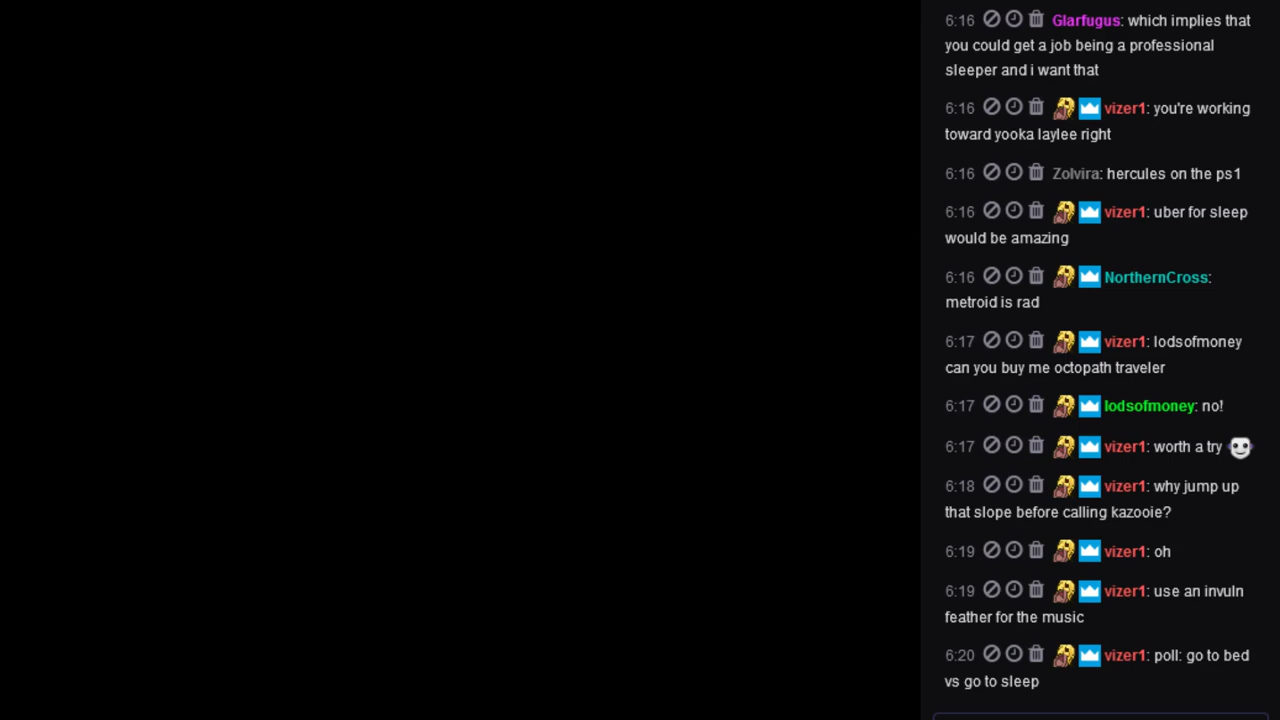 6:16 Glarfugus: which implies that
you could get a job being a professional
sleeper and i want that
6:16 vizer1: you're working
toward yooka laylee right
6:16 Zolvira: hercules on the ps1
6:16 vizer1: uber for sleep
would be amazing
6:16 NorthernCross:
metroid is rad
6:17 vizer1: lodsofmoney
can you buy me octopath traveler
6:17 lodsofmoney: no!
6:17 vizer1: worth a try
6:18 vizer1: why jump up
that slope before calling kazooie?
6:19 vizer1: oh
6:19 vizer1: use an invuln
feather for the music
6:20 vizer1: poll: go to bed
vs go to sleep